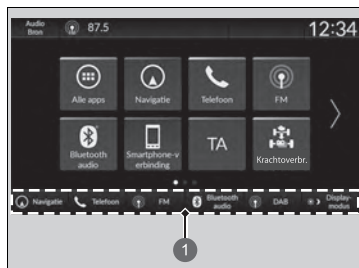 Audio
Bron
87.5
12:34
Alle apps
Navigatie
Telefoon
FM
Bluetooth
audio
Smartphone-v
erbinding
TA
Krachtoverbr.
Navigatie
Telefoon
FM
Bluetooth
audio
DAB
Display-
modus
1